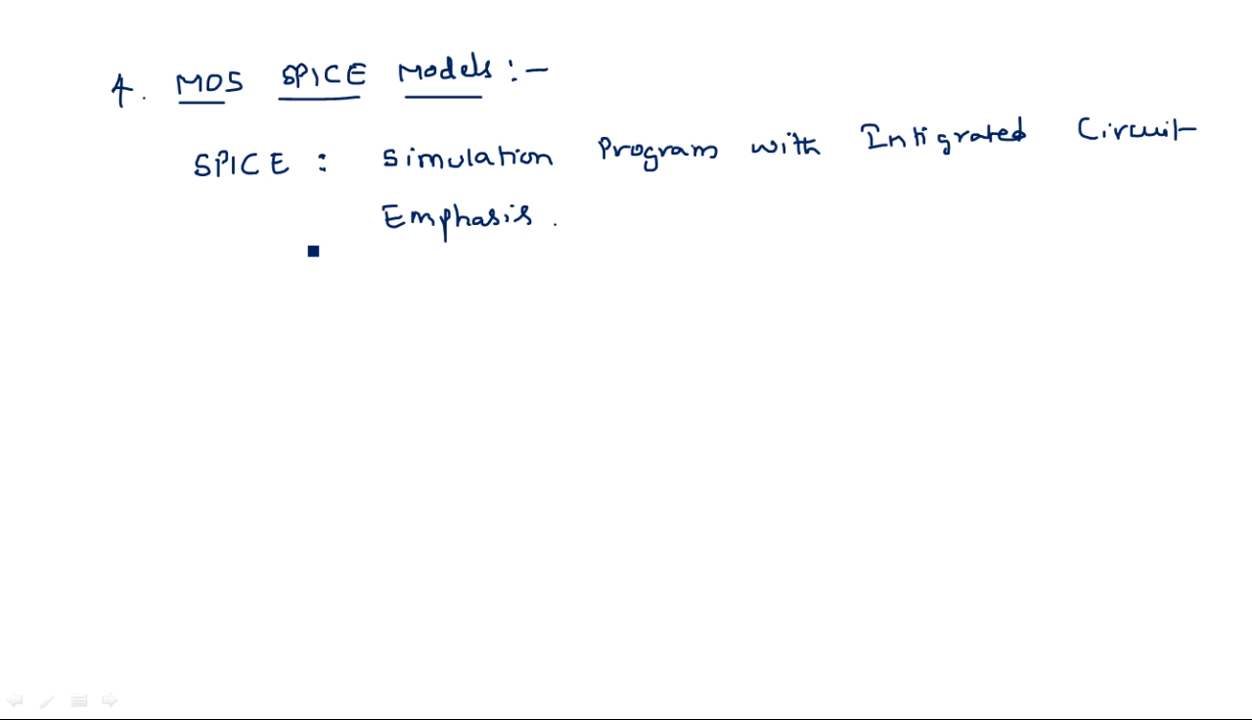 4. MOS SPICE Models :-
SPICE : Simulation Program with Intigrated Circuit
Emphasis.